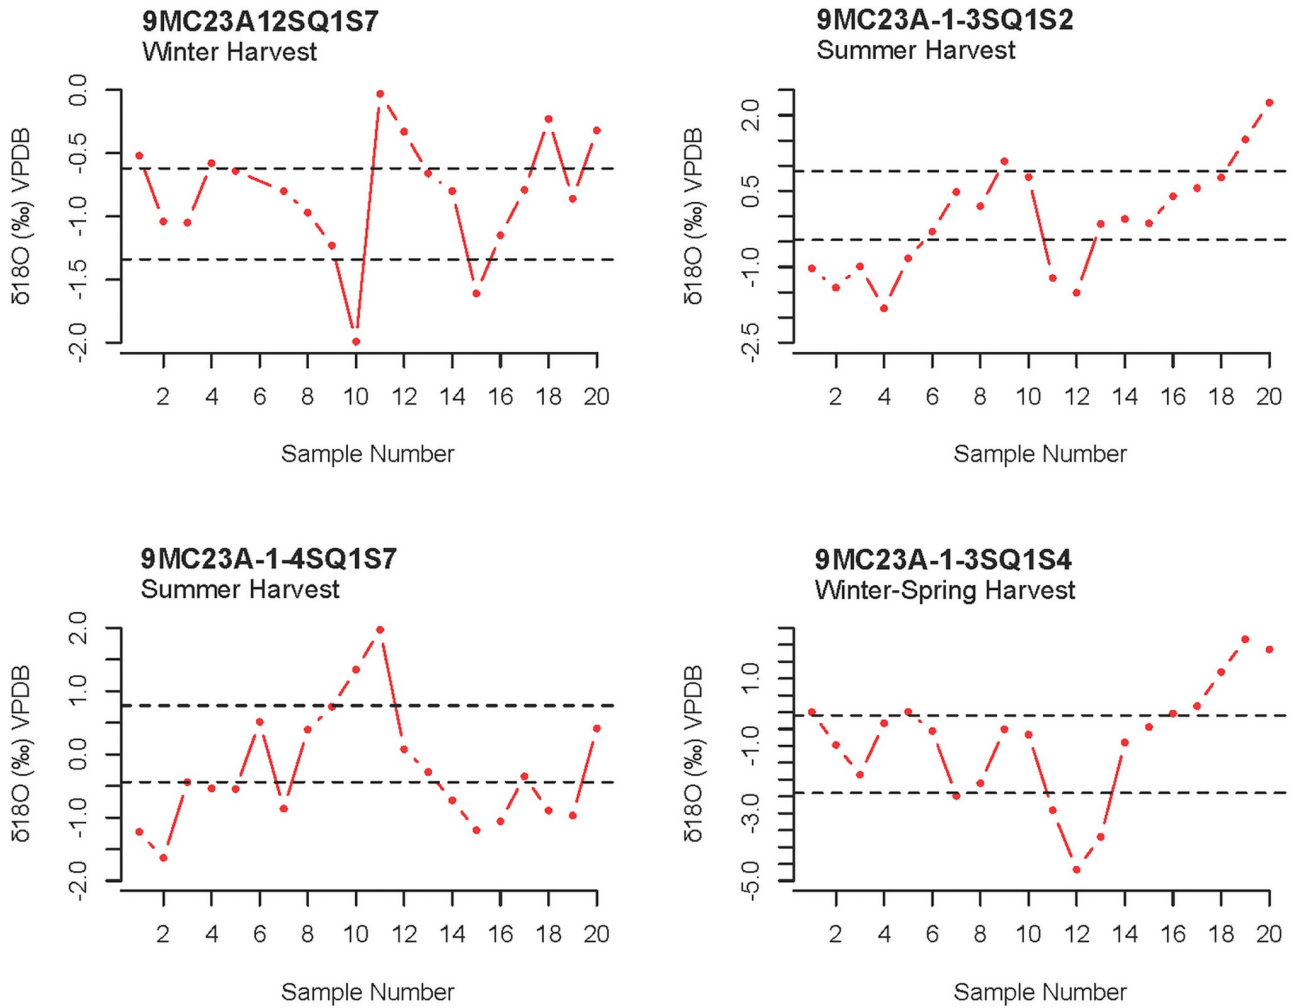 9MC23A12SQ1S7
Winter Harvest
δ18O (‰) VPDB
0.0
-0.5
-1.0
-1.5
-2.0
2 4 6 8 10 12 14 16 18 20
Sample Number
9MC23A-1-3SQ1S2
Summer Harvest
δ18O (‰) VPDB
2.0
0.5
-1.0
-2.5
2 4 6 8 10 12 14 16 18 20
Sample Number
9MC23A-1-4SQ1S7
Summer Harvest
δ18O (‰) VPDB
2.0
1.0
0.0
-1.0
-2.0
2 4 6 8 10 12 14 16 18 20
Sample Number
9MC23A-1-3SQ1S4
Winter-Spring Harvest
δ18O (‰) VPDB
1.0
-1.0
-3.0
-5.0
2 4 6 8 10 12 14 16 18 20
Sample Number